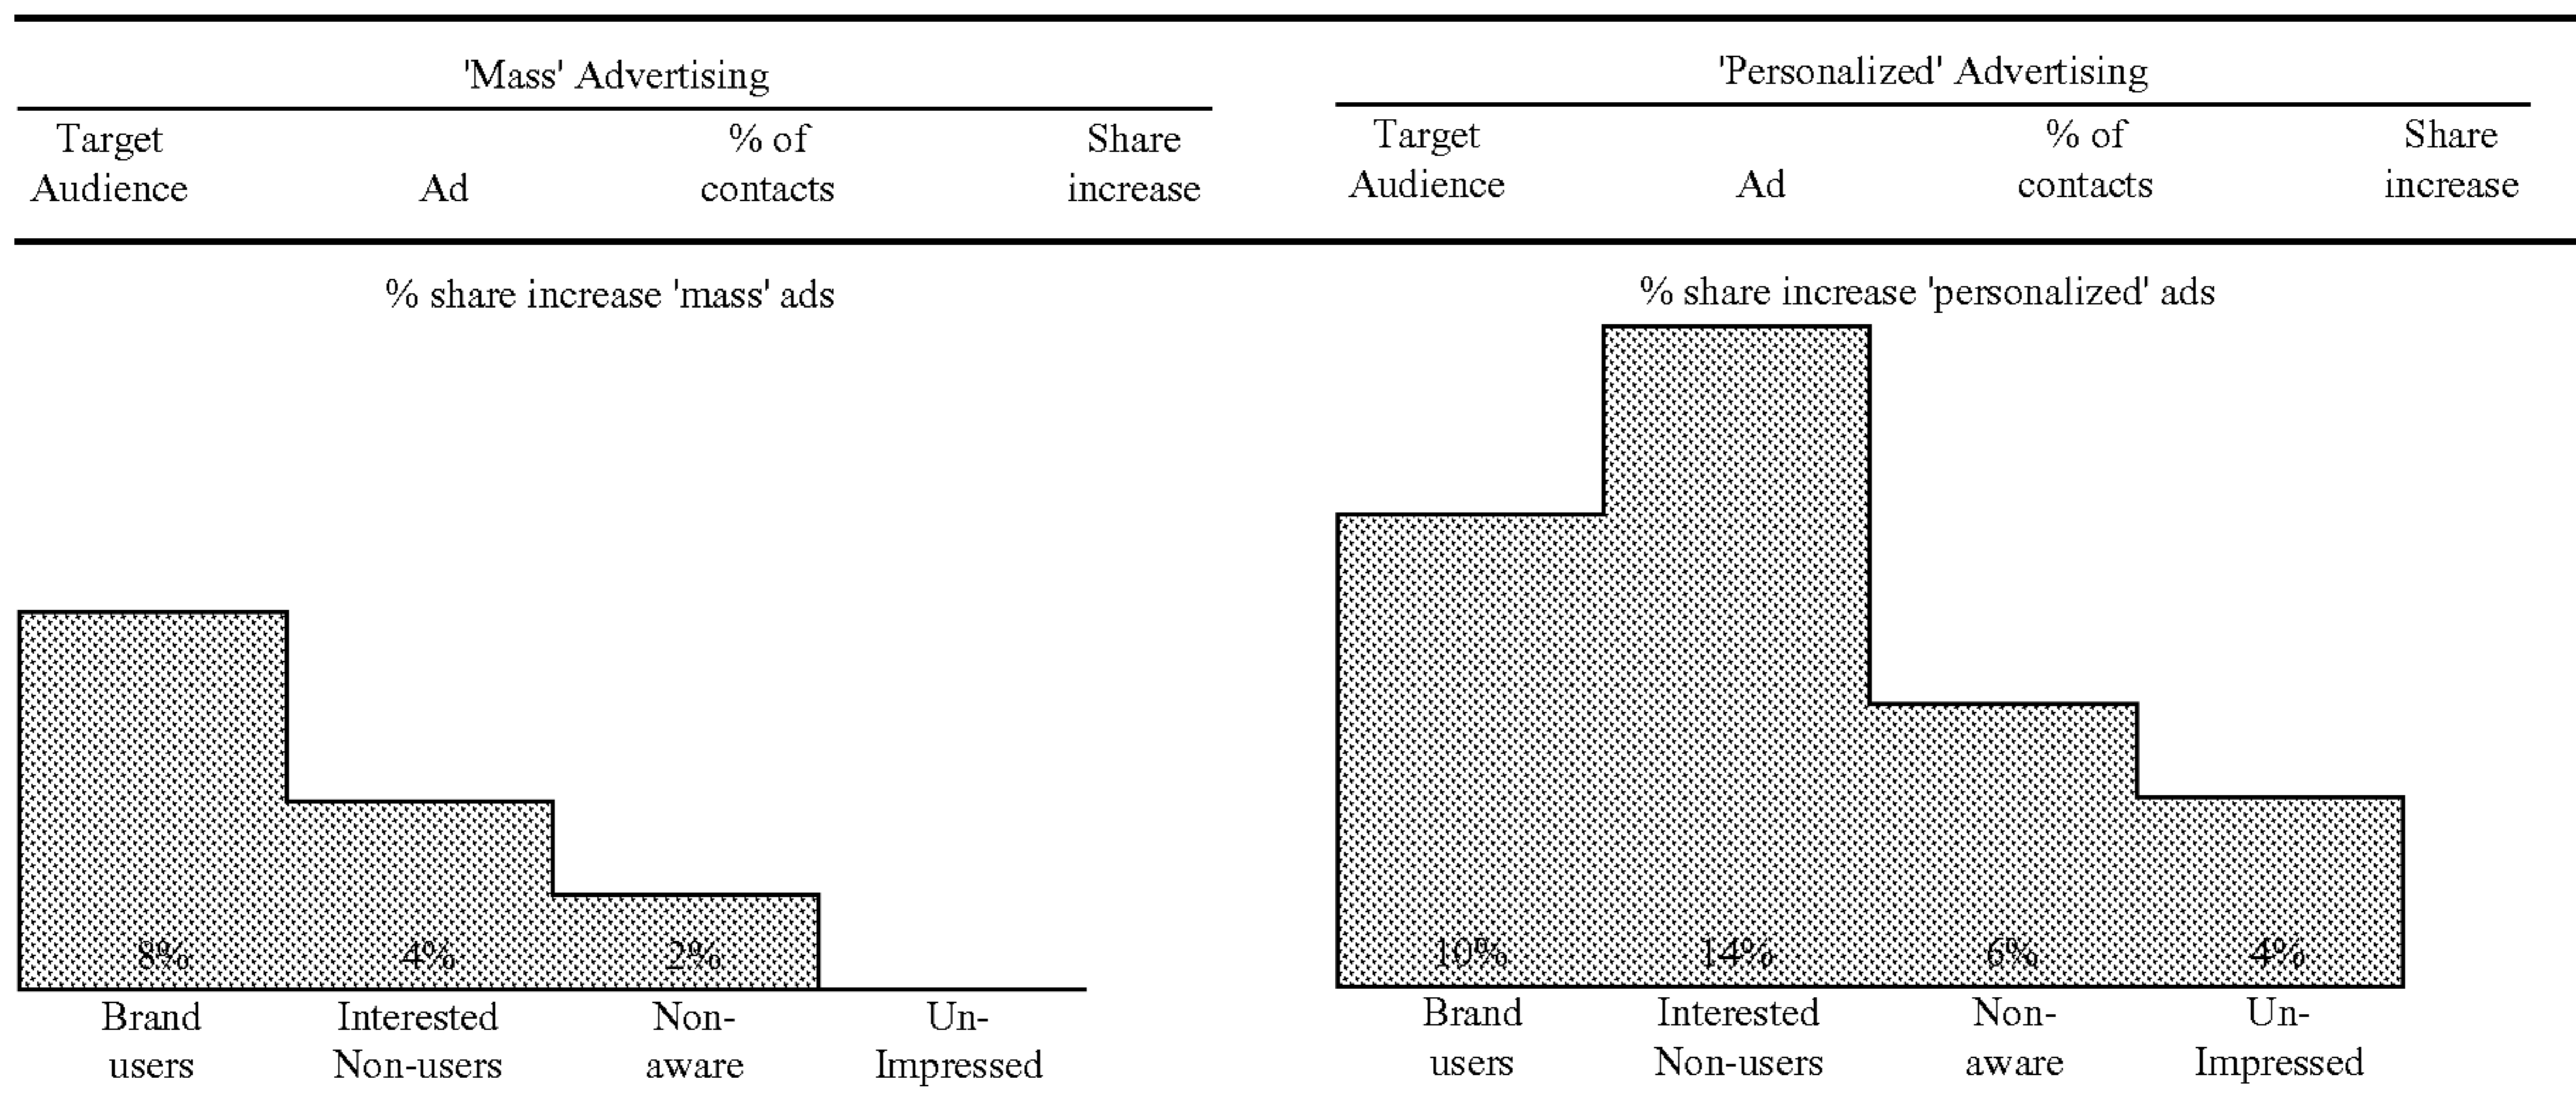 'Mass' Advertising
Target Audience Ad % of contacts Share increase
'Personalized' Advertising
Target Audience Ad % of contacts Share increase
% share increase 'mass' ads
8% 4% 2%
Brand users Interested Non-users Non-aware Un-Impressed
% share increase 'personalized' ads
10% 14% 6% 4%
Brand users Interested Non-users Non-aware Un-Impressed